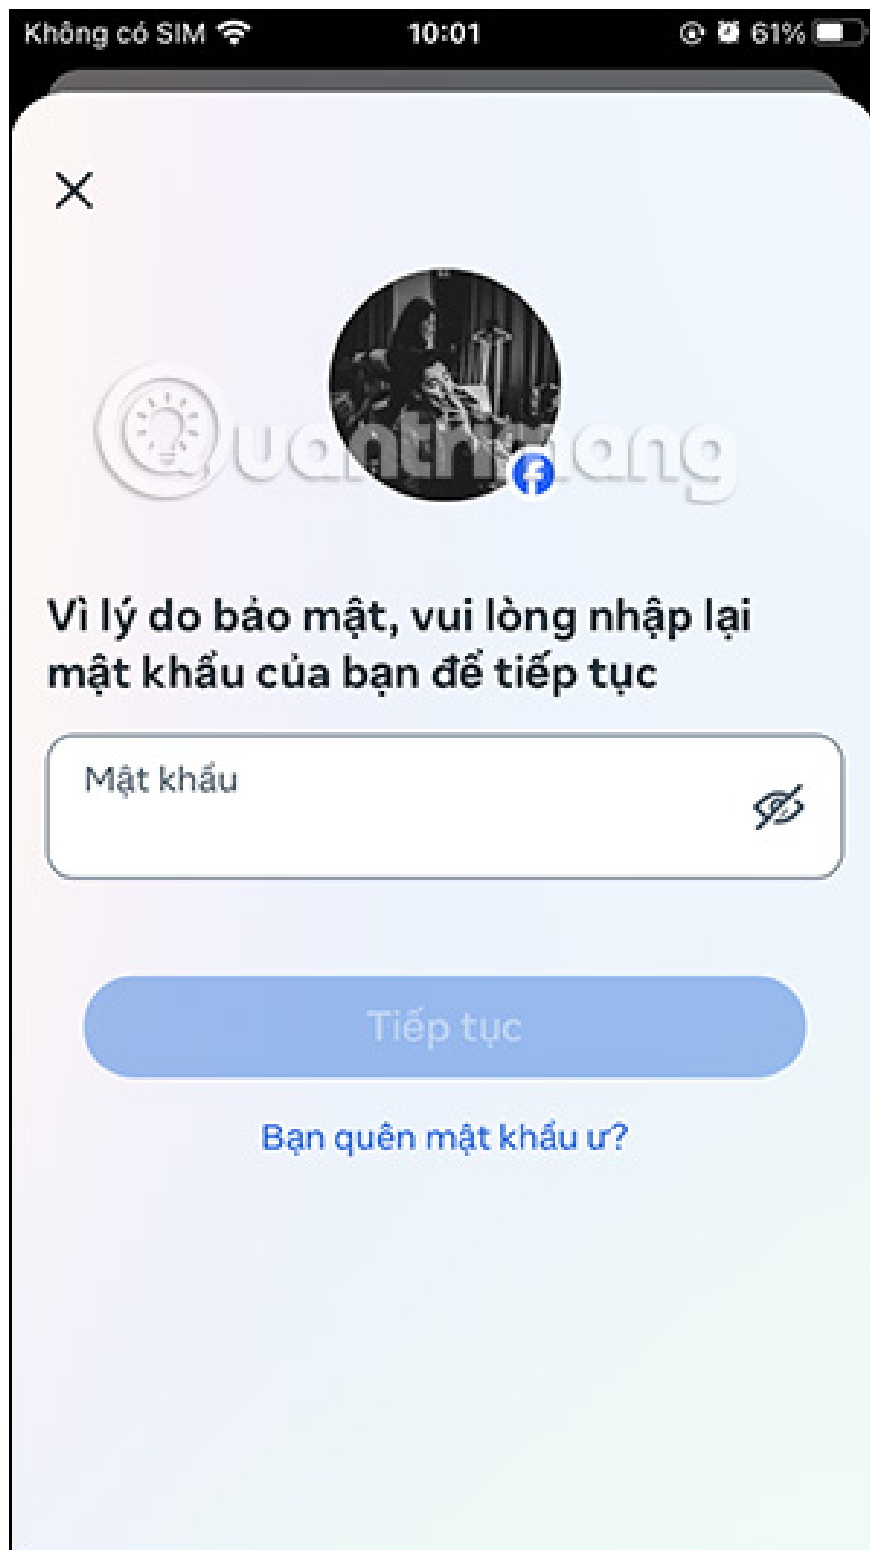 Không có SIM 10:01 61%
Quantrimang
Vì lý do bảo mật, vui lòng nhập lại
mật khẩu của bạn để tiếp tục
Mật khẩu
Tiếp tục
Bạn quên mật khẩu ư?